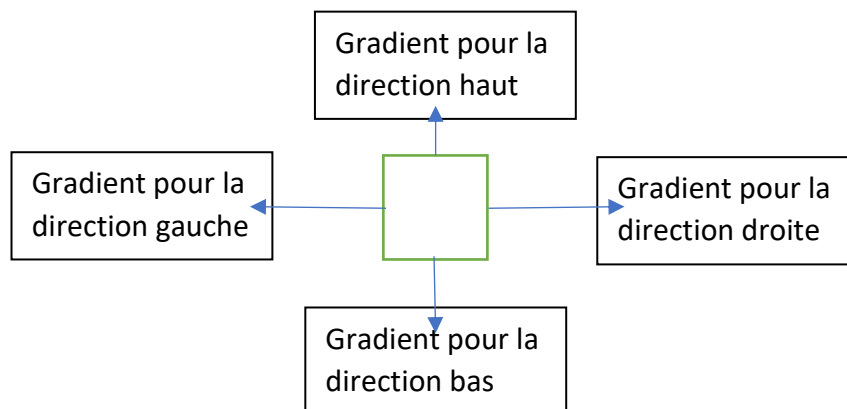 Gradient pour la
direction haut
Gradient pour la
direction gauche
Gradient pour la
direction droite
Gradient pour la
direction bas